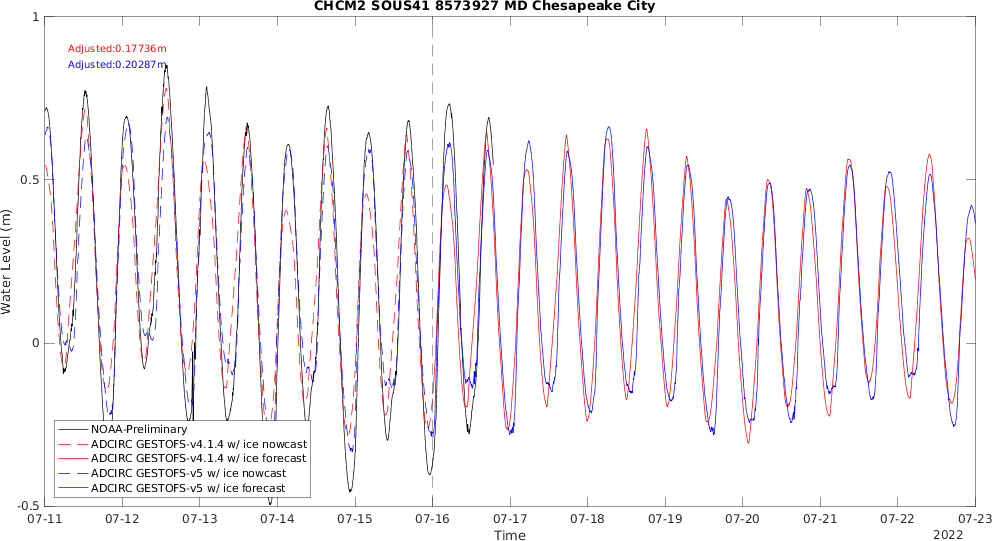 CHCM2 SOUS41 8573927 MD Chesapeake City
1
Adjusted:0.17736m
Adjusted:0.20287m
0.5
Water Level (m)
0
NOAA-Preliminary
ADCIRC GESTOFS-v4.1.4 w/ ice nowcast
ADCIRC GESTOFS-v4.1.4 w/ ice forecast
ADCIRC GESTOFS-v5 w/ ice nowcast
ADCIRC GESTOFS-v5 w/ ice forecast
-0.5
07-11 07-12 07-13 07-14 07-15 07-16 07-17 07-18 07-19 07-20 07-21 07-22 07-23
Time
2022